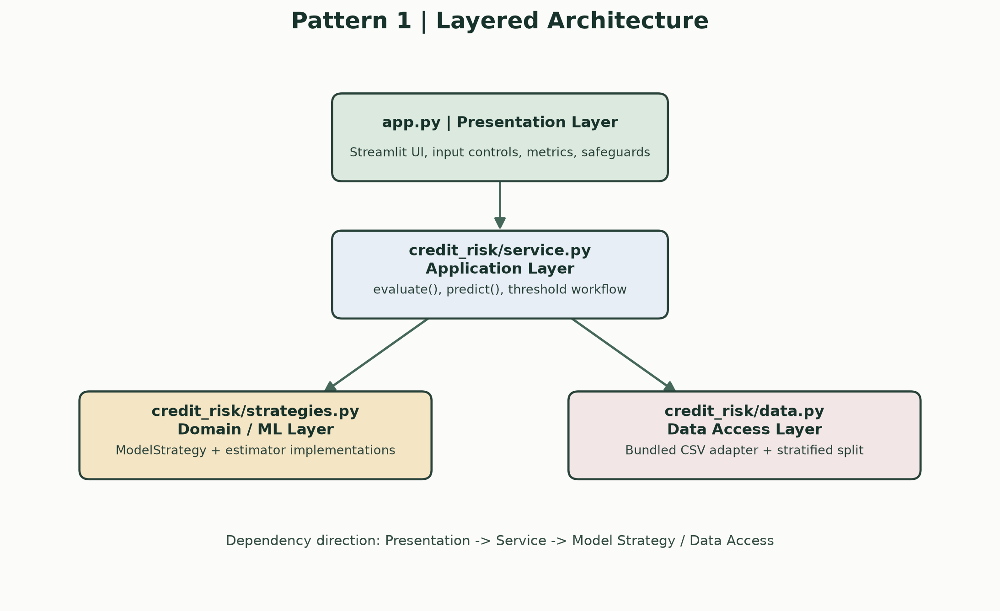 Pattern 1 | Layered Architecture
app.py | Presentation Layer
Streamlit UI, input controls, metrics, safeguards
credit_risk/service.py
Application Layer
evaluate(), predict(), threshold workflow
credit_risk/strategies.py
Domain / ML Layer
ModelStrategy + estimator implementations
credit_risk/data.py
Data Access Layer
Bundled CSV adapter + stratified split
Dependency direction: Presentation -> Service -> Model Strategy / Data Access